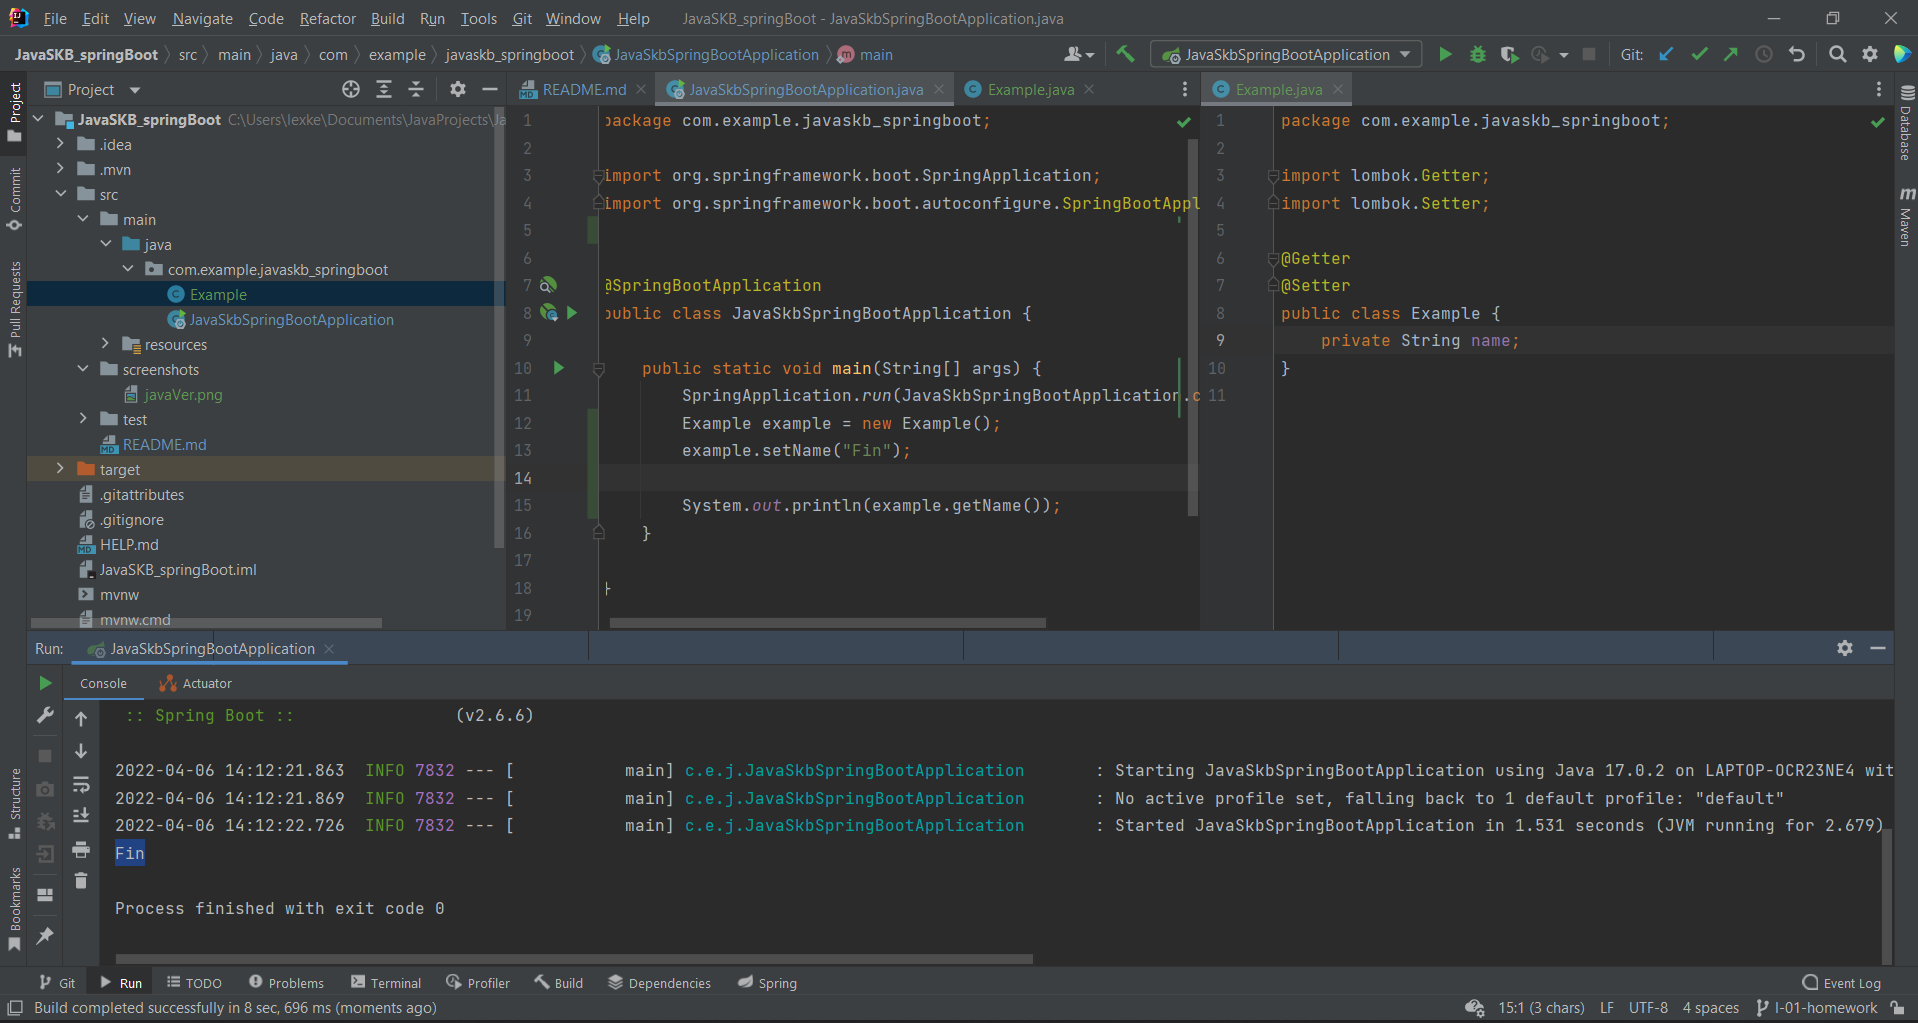 File Edit View Navigate Code Refactor Build Run Tools Git Window Help JavaSKB_springBoot - JavaSkbSpringBootApplication.java
JavaSKB_springBoot src main java com example javaskb_springboot JavaSkbSpringBootApplication main JavaSkbSpringBootApplication Git:
Project
Commit
Pull Requests
Structure
Bookmarks
Project
JavaSKB_springBoot C:\Users\lexke\Documents\JavaProjects\Ja
.idea
.mvn
src
main
java
com.example.javaskb_springboot
Example
JavaSkbSpringBootApplication
resources
screenshots
javaVer.png
test
README.md
target
.gitattributes
.gitignore
HELP.md
JavaSKB_springBoot.iml
mvnw
mvnw.cmd
README.md JavaSkbSpringBootApplication.java Example.java
1 package com.example.javaskb_springboot;
2
3 import org.springframework.boot.SpringApplication;
4 import org.springframework.boot.autoconfigure.SpringBootAppl
5
6
7 @SpringBootApplication
8 public class JavaSkbSpringBootApplication {
9
10 public static void main(String[] args) {
11 SpringApplication.run(JavaSkbSpringBootApplication.c
12 Example example = new Example();
13 example.setName("Fin");
14
15 System.out.println(example.getName());
16 }
17
18 }
19
Example.java
1 package com.example.javaskb_springboot;
2
3 import lombok.Getter;
4 import lombok.Setter;
5
6 @Getter
7 @Setter
8 public class Example {
9 private String name;
10 }
11
Database
Maven
Run: JavaSkbSpringBootApplication
Console Actuator
:: Spring Boot :: (v2.6.6)
2022-04-06 14:12:21.863 INFO 7832 --- [ main] c.e.j.JavaSkbSpringBootApplication : Starting JavaSkbSpringBootApplication using Java 17.0.2 on LAPTOP-OCR23NE4 wit
2022-04-06 14:12:21.869 INFO 7832 --- [ main] c.e.j.JavaSkbSpringBootApplication : No active profile set, falling back to 1 default profile: "default"
2022-04-06 14:12:22.726 INFO 7832 --- [ main] c.e.j.JavaSkbSpringBootApplication : Started JavaSkbSpringBootApplication in 1.531 seconds (JVM running for 2.679)
Fin
Process finished with exit code 0
Git Run TODO Problems Terminal Profiler Build Dependencies Spring Event Log
Build completed successfully in 8 sec, 696 ms (moments ago) 15:1 (3 chars) LF UTF-8 4 spaces l-01-homework